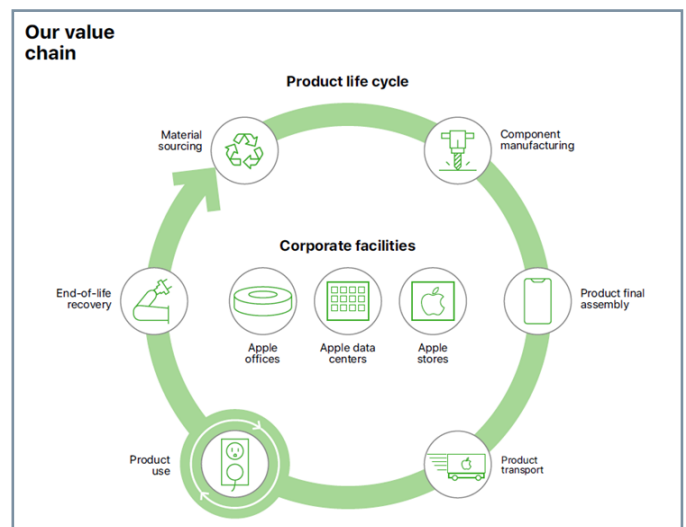 Our value
chain
Product life cycle
Material
sourcing
Component
manufacturing
Corporate facilities
End-of-life
recovery
Product final
assembly
Apple
offices
Apple data
centers
Apple
stores
Product
use
Product
transport